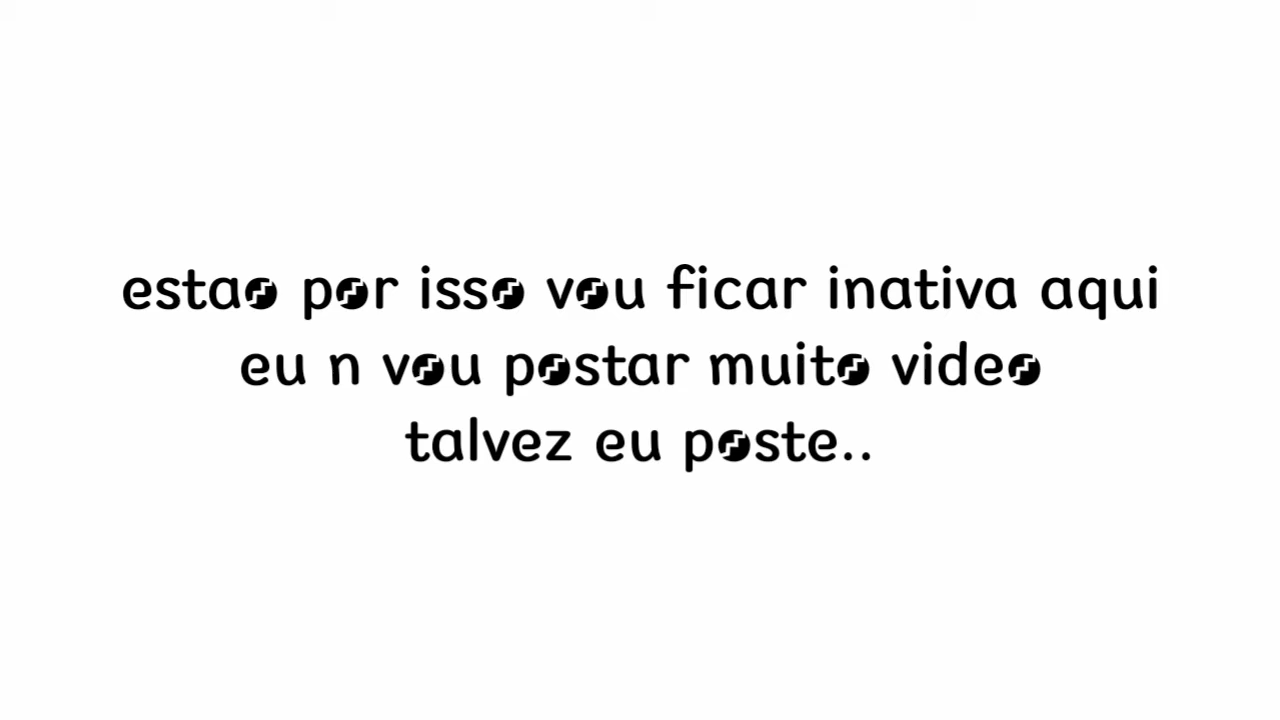 estao por isso vou ficar inativa aqui
eu n vou postar muito video
talvez eu poste..